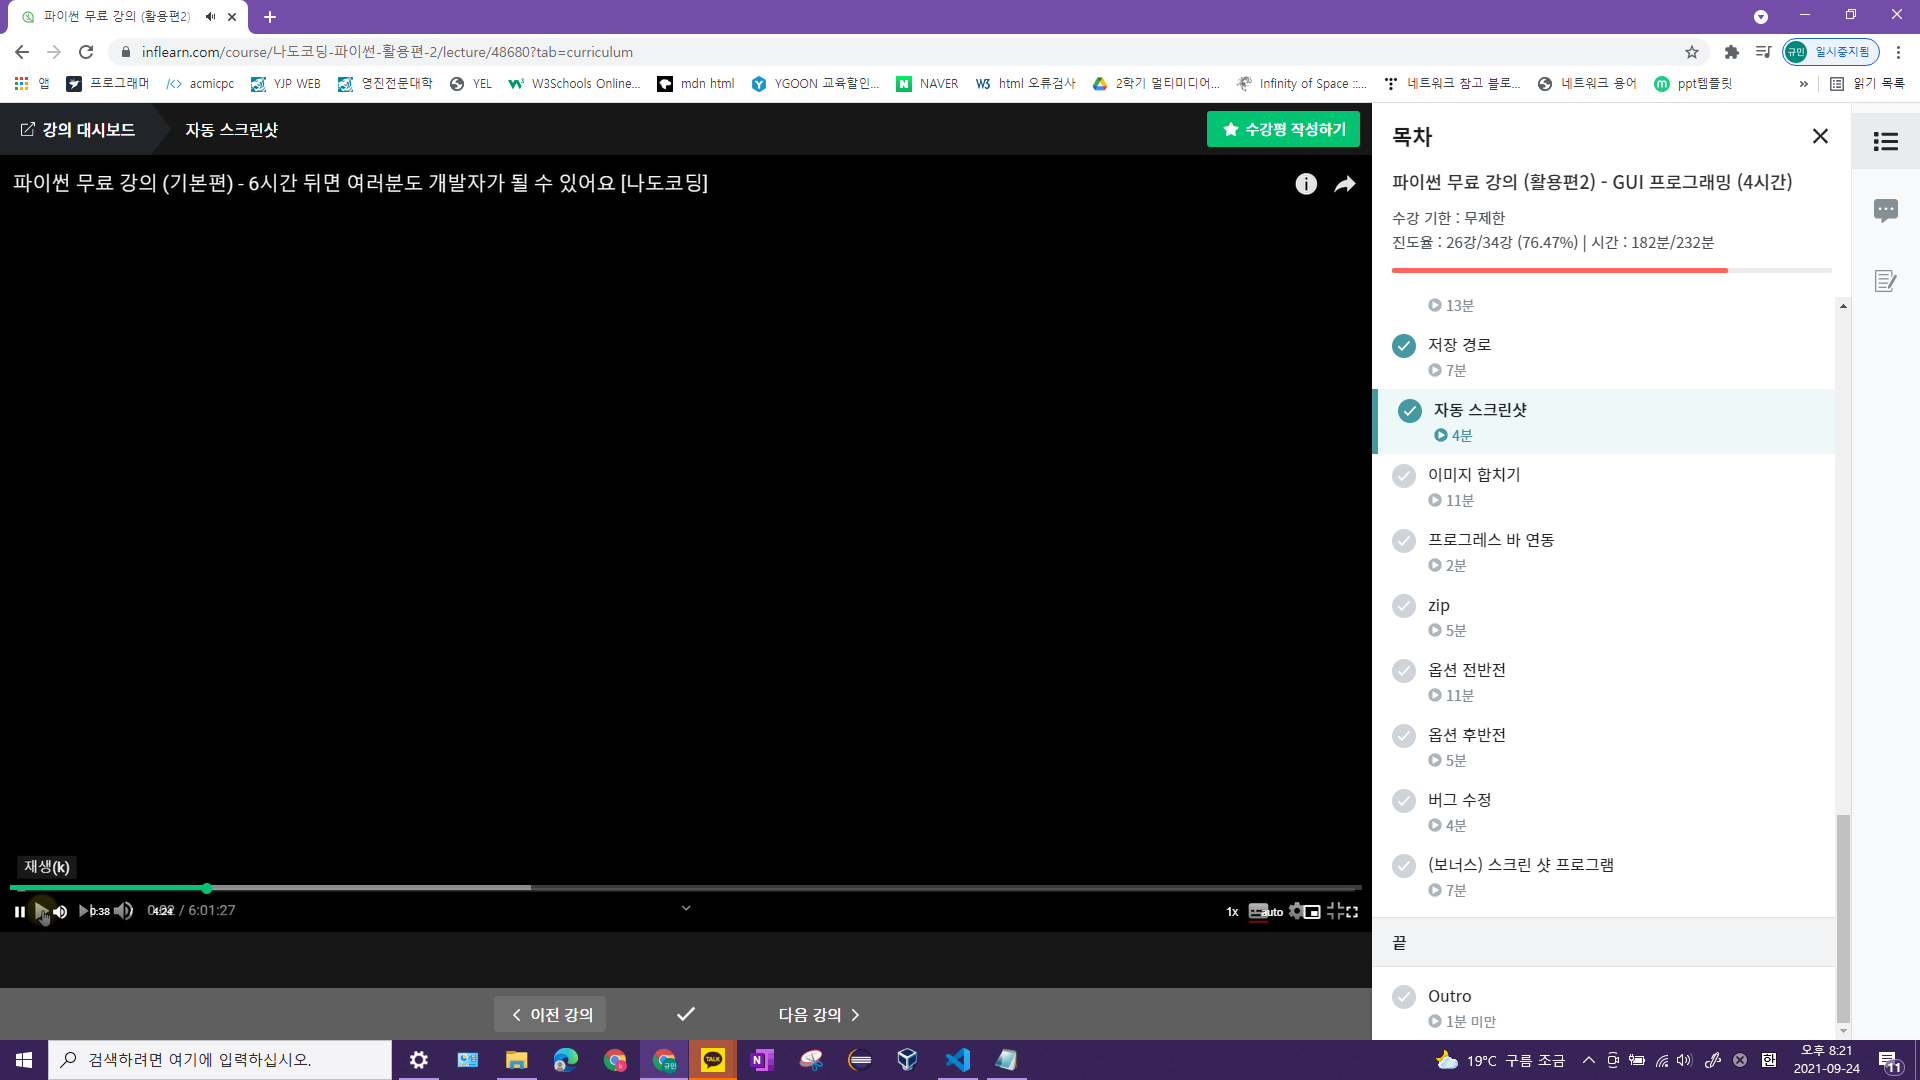 파이썬 무료 강의 (활용편2)
inflearn.com/course/나도코딩-파이썬-활용편-2/lecture/48680?tab=curriculum
규민 일시중지됨
앱 프로그래머 acmicpc YJP WEB 영진전문대학 YEL W3Schools Online... mdn html YGOON 교육할인... NAVER html 오류검사 2학기 멀티미디어... Infinity of Space ::... 네트워크 참고 블로... 네트워크 용어 ppt템플릿 » 읽기 목록
강의 대시보드 자동 스크린샷 수강평 작성하기
파이썬 무료 강의 (기본편) - 6시간 뒤면 여러분도 개발자가 될 수 있어요 [나도코딩]
재생(k)
0:38 4:24 / 6:01:27 1x auto
이전 강의 다음 강의
목차
파이썬 무료 강의 (활용편2) - GUI 프로그래밍 (4시간)
수강 기한 : 무제한
진도율 : 26강/34강 (76.47%) | 시간 : 182분/232분
13분
저장 경로
7분
자동 스크린샷
4분
이미지 합치기
11분
프로그레스 바 연동
2분
zip
5분
옵션 전반전
11분
옵션 후반전
5분
버그 수정
4분
(보너스) 스크린 샷 프로그램
7분
끝
Outro
1분 미만
검색하려면 여기에 입력하십시오.
TALK
규민
19°C 구름 조금
한
오후 8:21
2021-09-24
11